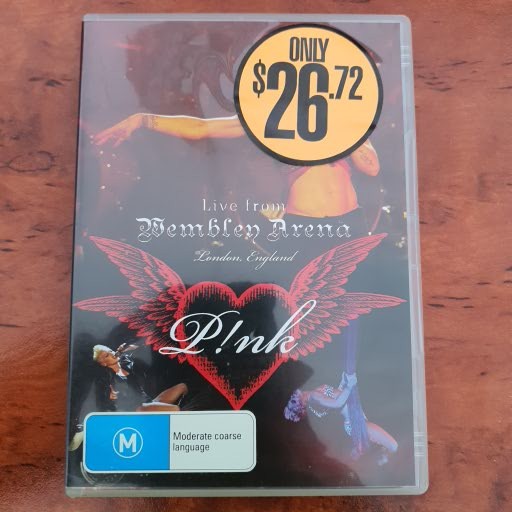 ONLY
$26.72
Live from
Wembley Arena
London, England
P!nk
M
Moderate coarse
language